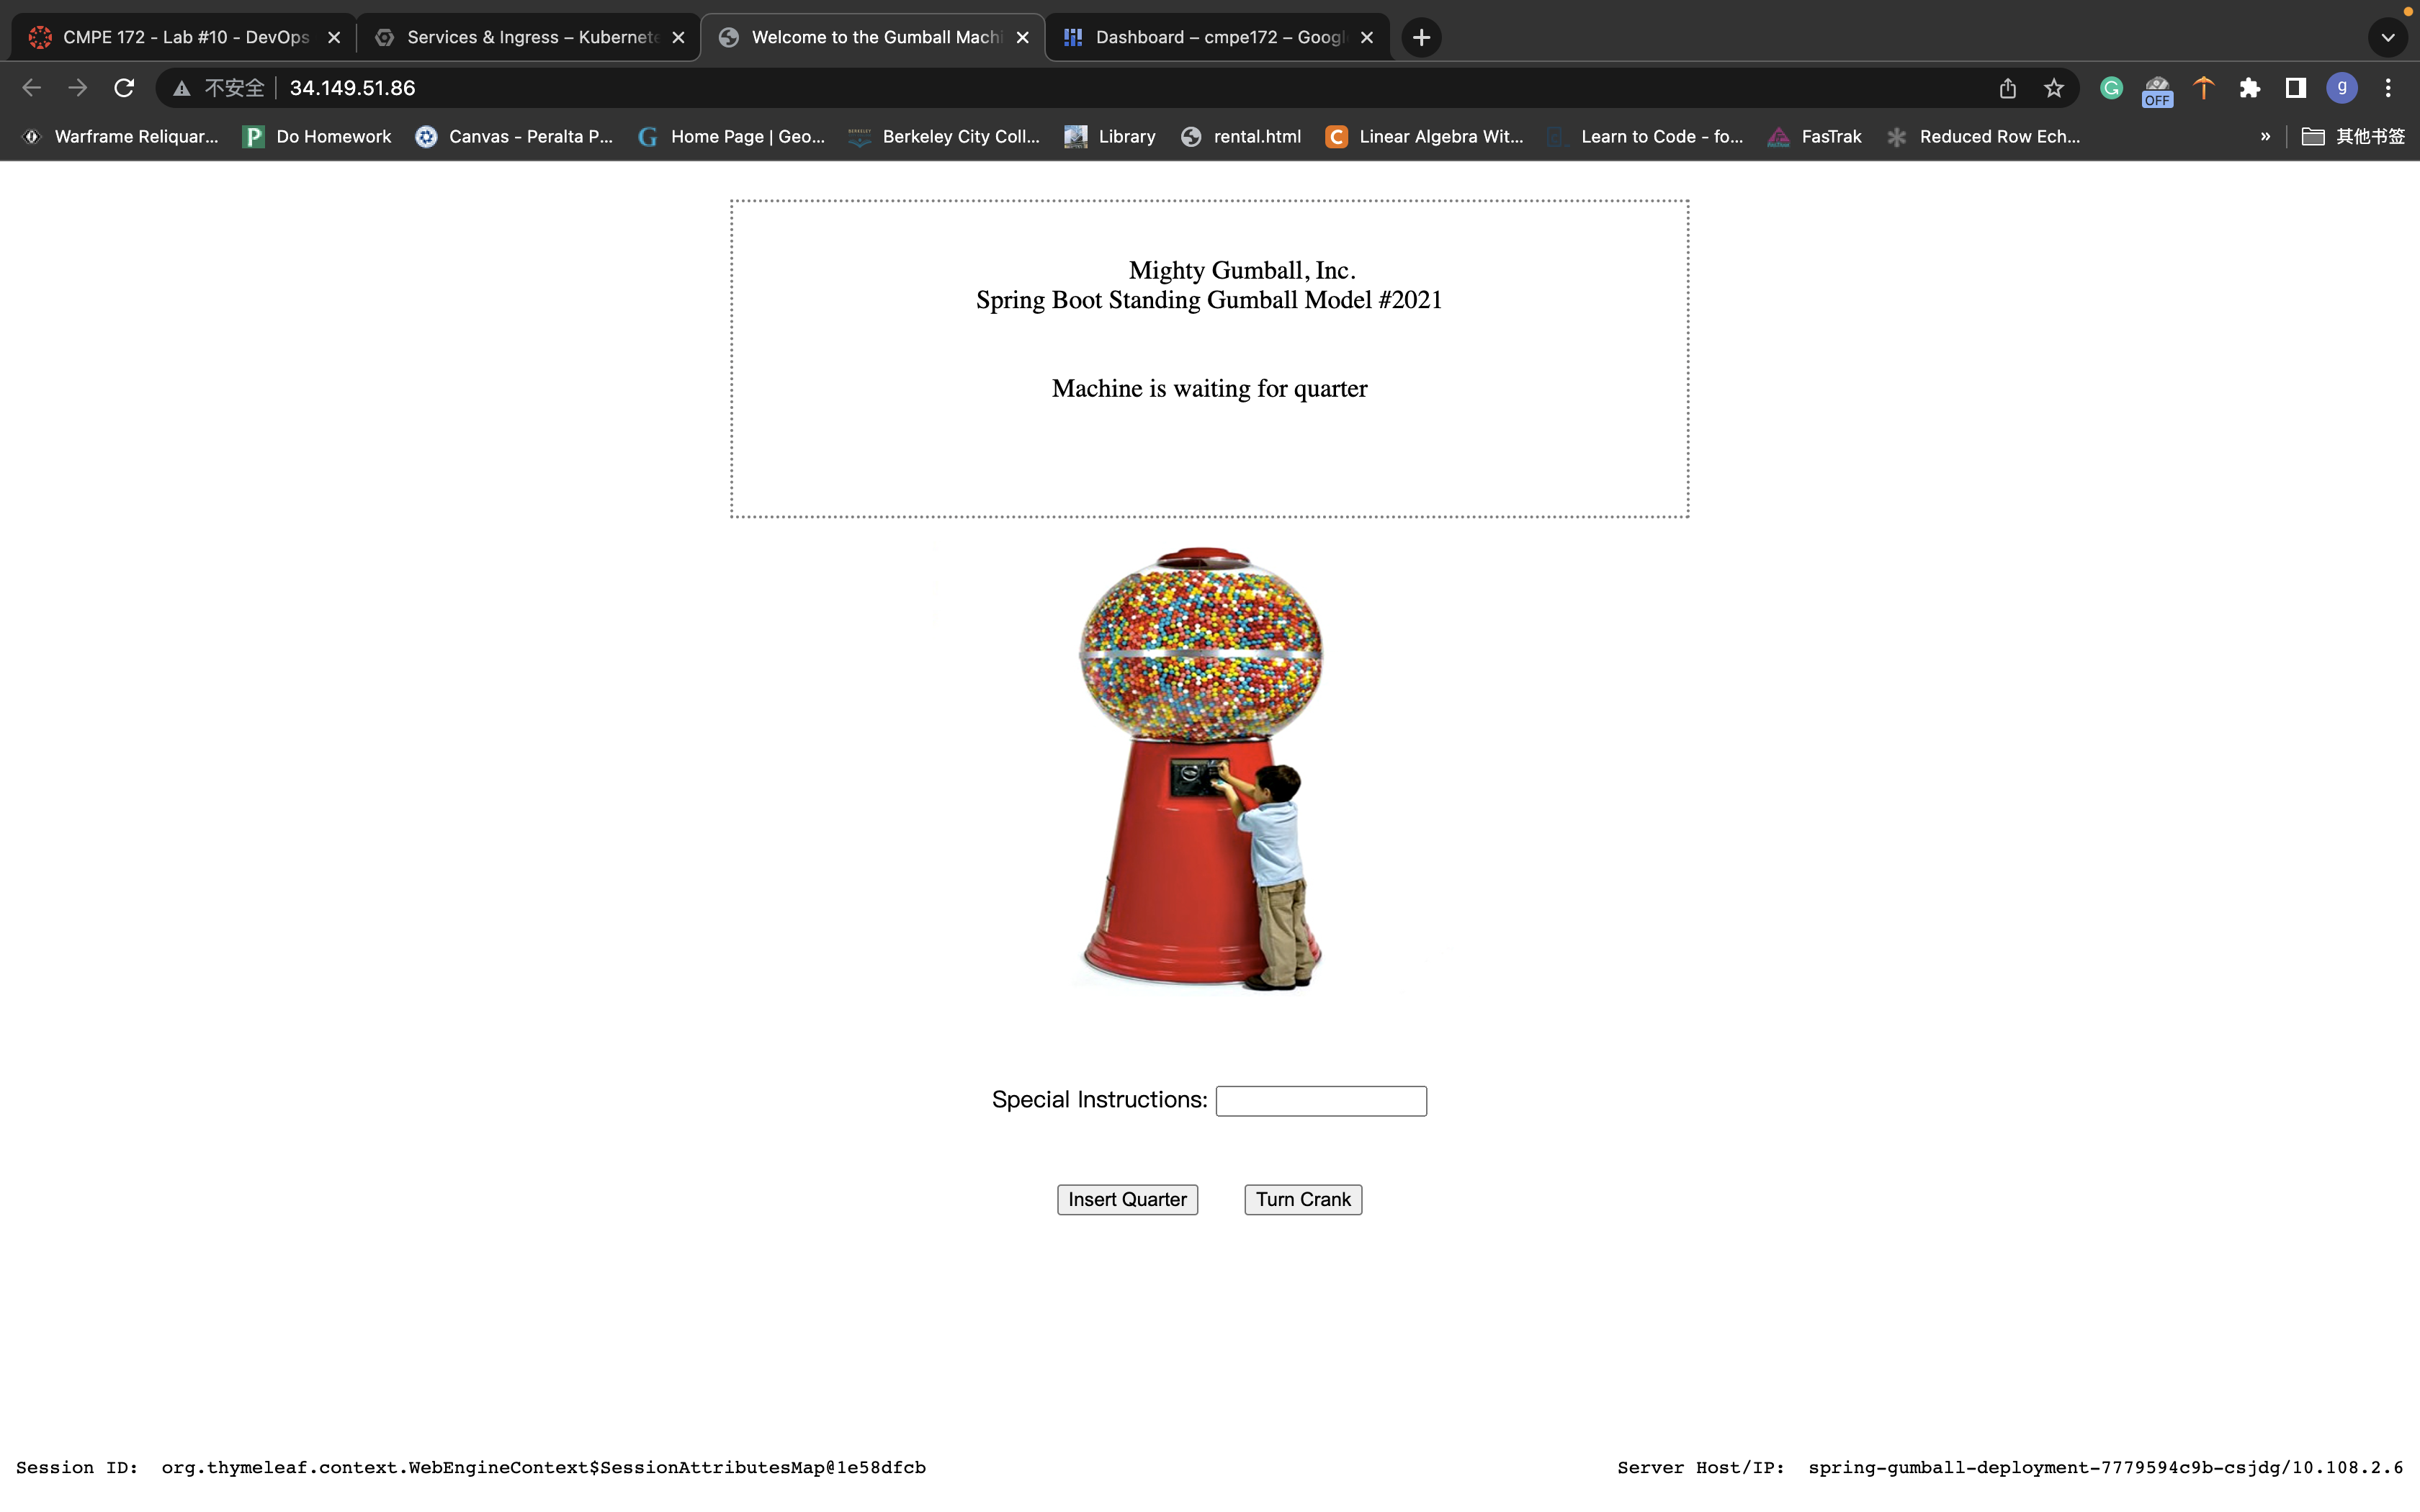 CMPE 172 - Lab #10 - DevOps
Services & Ingress – Kubernete
Welcome to the Gumball Machi
Dashboard – cmpe172 – Googl
不安全
34.149.51.86
OFF
g
Warframe Reliquar...
Do Homework
Canvas - Peralta P...
Home Page | Geo...
Berkeley City Coll...
Library
rental.html
Linear Algebra Wit...
Learn to Code - fo...
FasTrak
Reduced Row Ech...
»
其他书签
Mighty Gumball, Inc.
Spring Boot Standing Gumball Model #2021
Machine is waiting for quarter
Special Instructions:
Insert Quarter
Turn Crank
Session ID: org.thymeleaf.context.WebEngineContext$SessionAttributesMap@1e58dfcb
Server Host/IP: spring-gumball-deployment-7779594c9b-csjdg/10.108.2.6